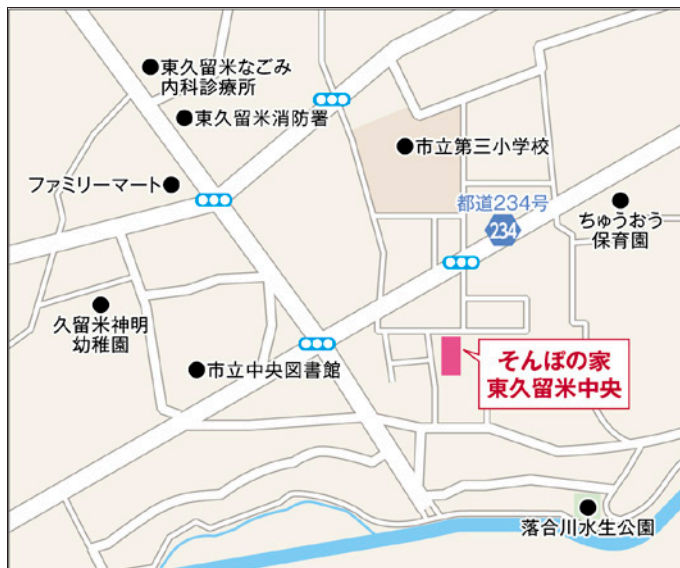 東久留米なごみ
内科診療所
東久留米消防署
市立第三小学校
ファミリーマート
都道234号
234
ちゅうおう
保育園
久留米神明
幼稚園
市立中央図書館
そんぽの家
東久留米中央
落合川水生公園